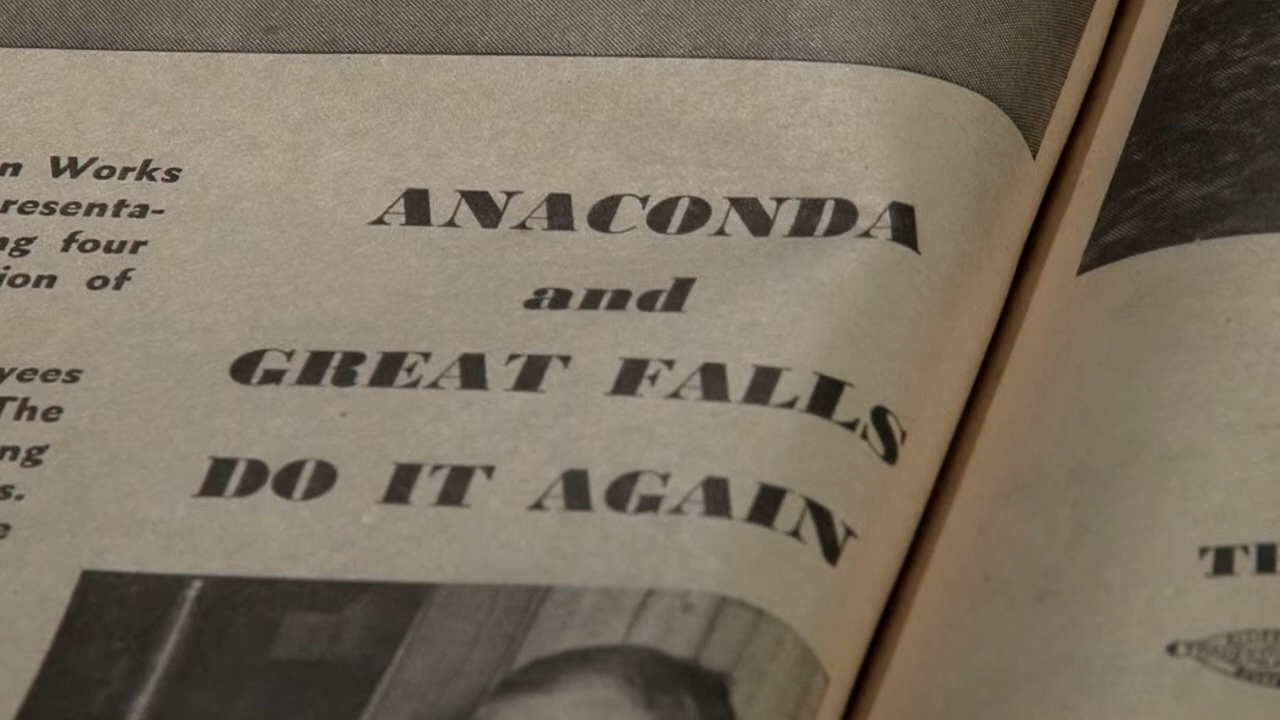 n Works
resenta-
ng four
ion of
yees
The
ng
s.
e
ANACONDA
and
GREAT FALLS
DO IT AGAIN